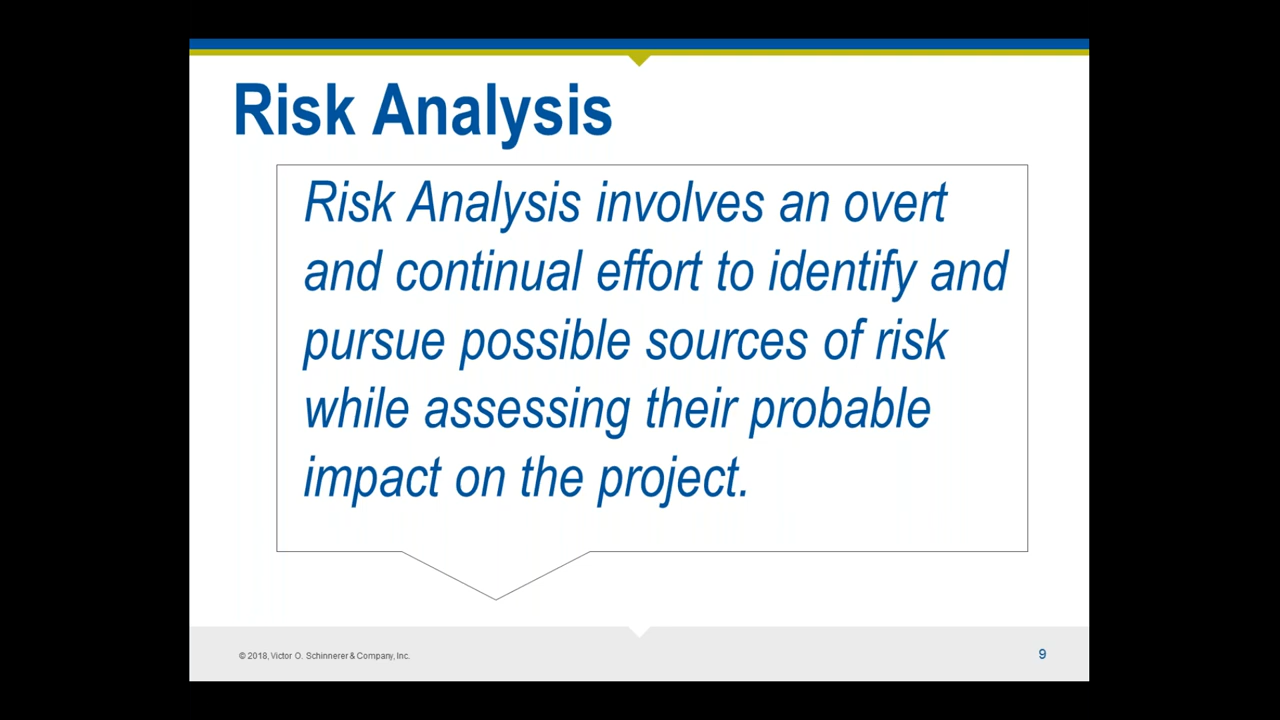 Risk Analysis
Risk Analysis involves an overt
and continual effort to identify and
pursue possible sources of risk
while assessing their probable
impact on the project.
© 2018, Victor O. Schinnerer & Company, Inc.
9